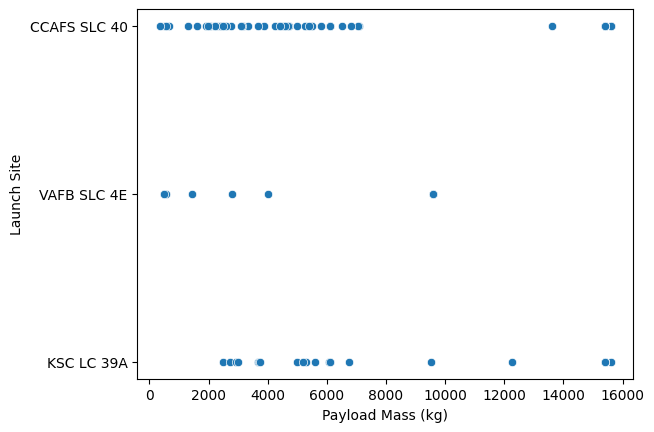 CCAFS SLC 40
VAFB SLC 4E
KSC LC 39A
Launch Site
0 2000 4000 6000 8000 10000 12000 14000 16000
Payload Mass (kg)